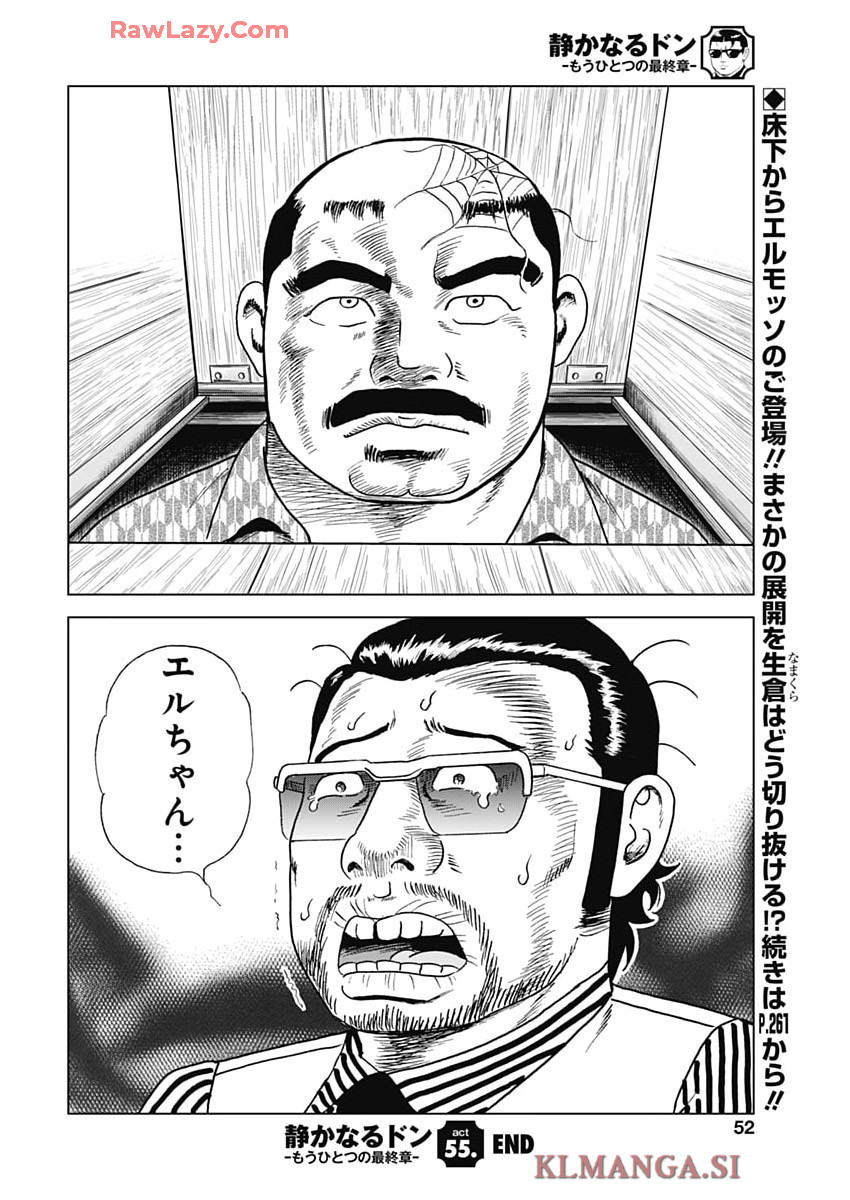 RawLazy.Com
静かなるドン
-もうひとつの最終章-
◆床下からエルモッソのご登場!!まさかの展開を生倉はどう切り抜ける!?続きはP.261から!!
なまくら
エルちゃん…
52
静かなるドン
-もうひとつの最終章-
act
55.
END
KLMANGA.SI